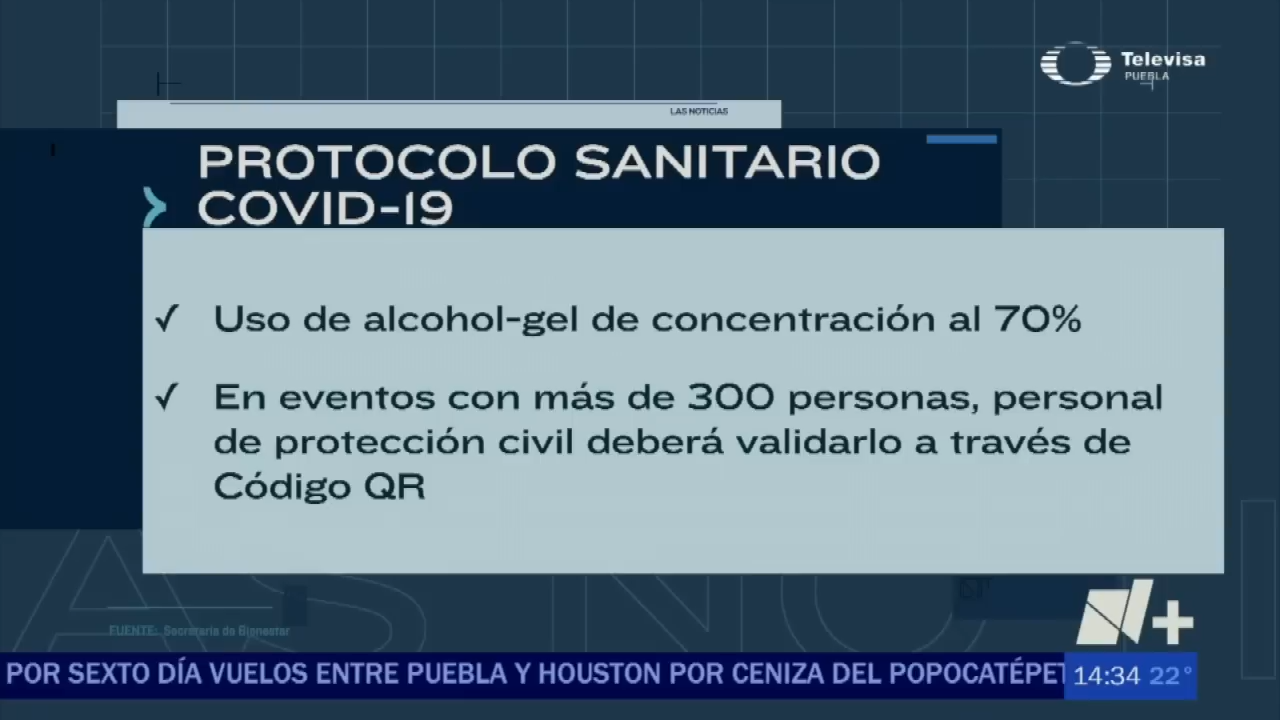 Televisa
PUEBLA
LAS NOTICIAS
PROTOCOLO SANITARIO
COVID-19
✓ Uso de alcohol-gel de concentración al 70%
✓ En eventos con más de 300 personas, personal
de protección civil deberá validarlo a través de
Código QR
FUENTE: Secretaría de Bienestar
N+
POR SEXTO DÍA VUELOS ENTRE PUEBLA Y HOUSTON POR CENIZA DEL POPOCATÉPET
14:34 22°